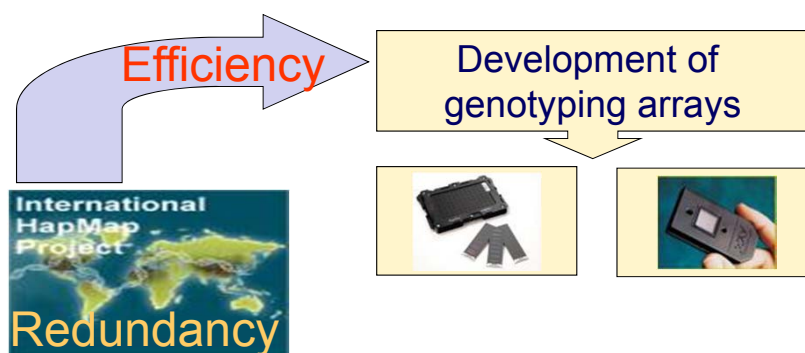 Efficiency
Development of
genotyping arrays
International
HapMap
Project
Redundancy